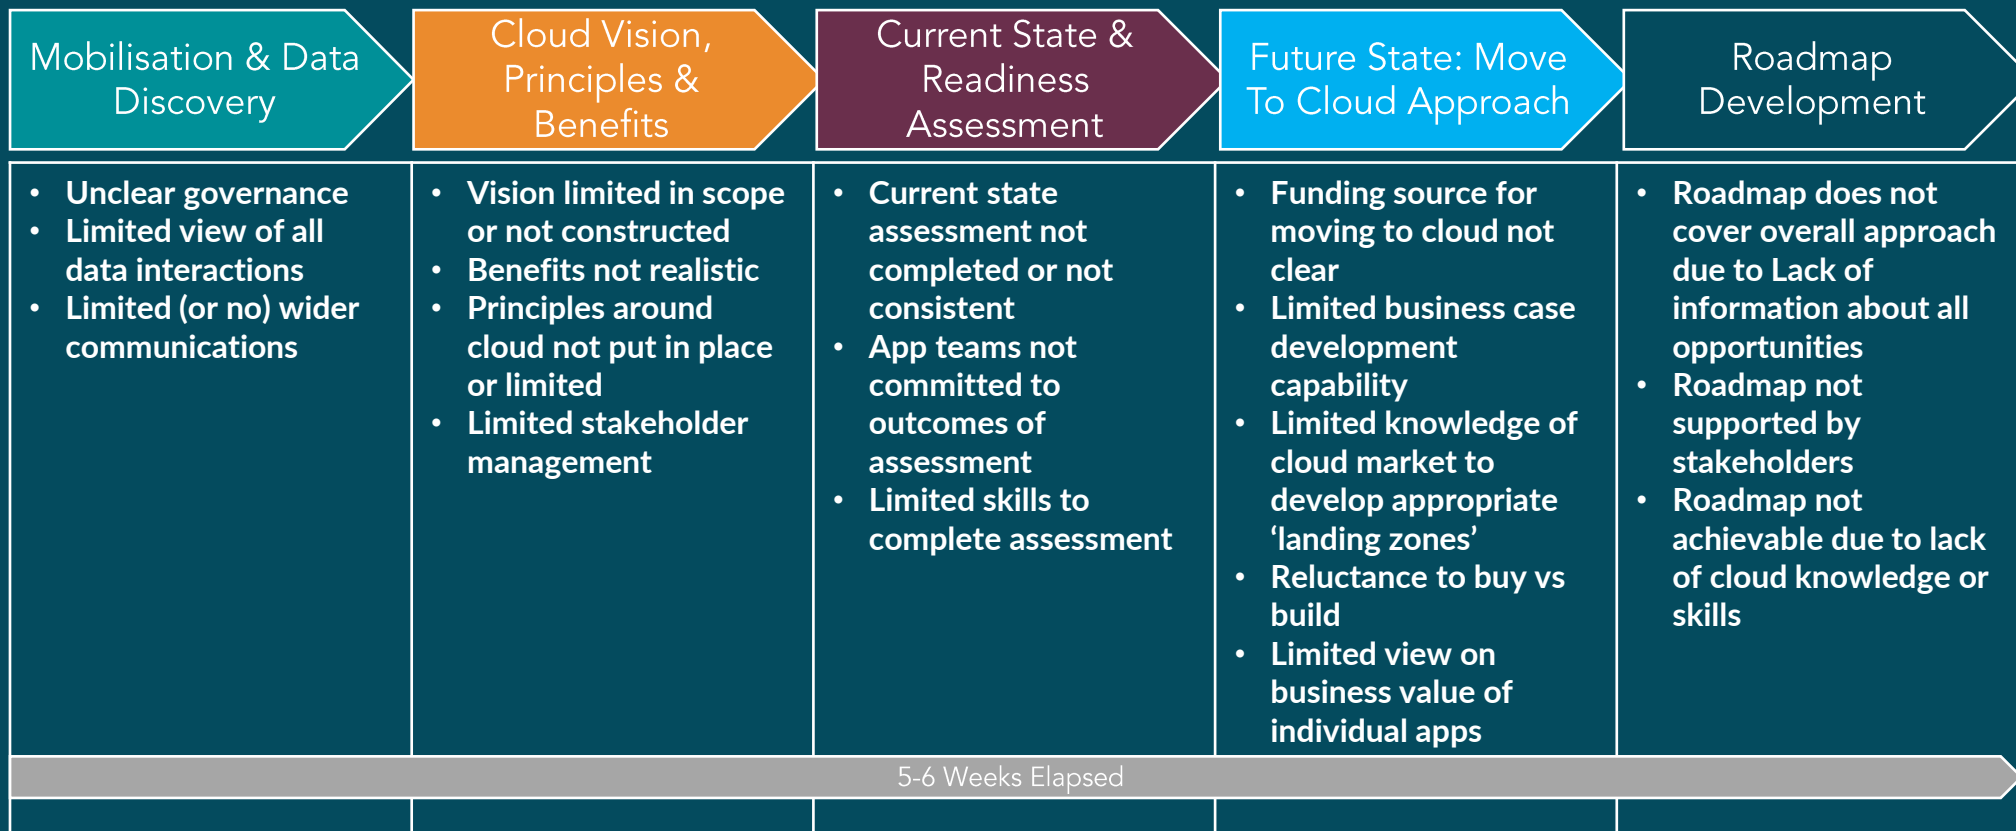 Mobilisation & Data
Discovery
Cloud Vision,
Principles &
Benefits
Current State &
Readiness
Assessment
Future State: Move
To Cloud Approach
Roadmap
Development
• Unclear governance
• Limited view of all
data interactions
• Limited (or no) wider
communications
• Vision limited in scope
or not constructed
• Benefits not realistic
• Principles around
cloud not put in place
or limited
• Limited stakeholder
management
• Current state
assessment not
completed or not
consistent
• App teams not
committed to
outcomes of
assessment
• Limited skills to
complete assessment
• Funding source for
moving to cloud not
clear
• Limited business case
development
capability
• Limited knowledge of
cloud market to
develop appropriate
‘landing zones’
• Reluctance to buy vs
build
• Limited view on
business value of
individual apps
• Roadmap does not
cover overall approach
due to Lack of
information about all
opportunities
• Roadmap not
supported by
stakeholders
• Roadmap not
achievable due to lack
of cloud knowledge or
skills
5-6 Weeks Elapsed